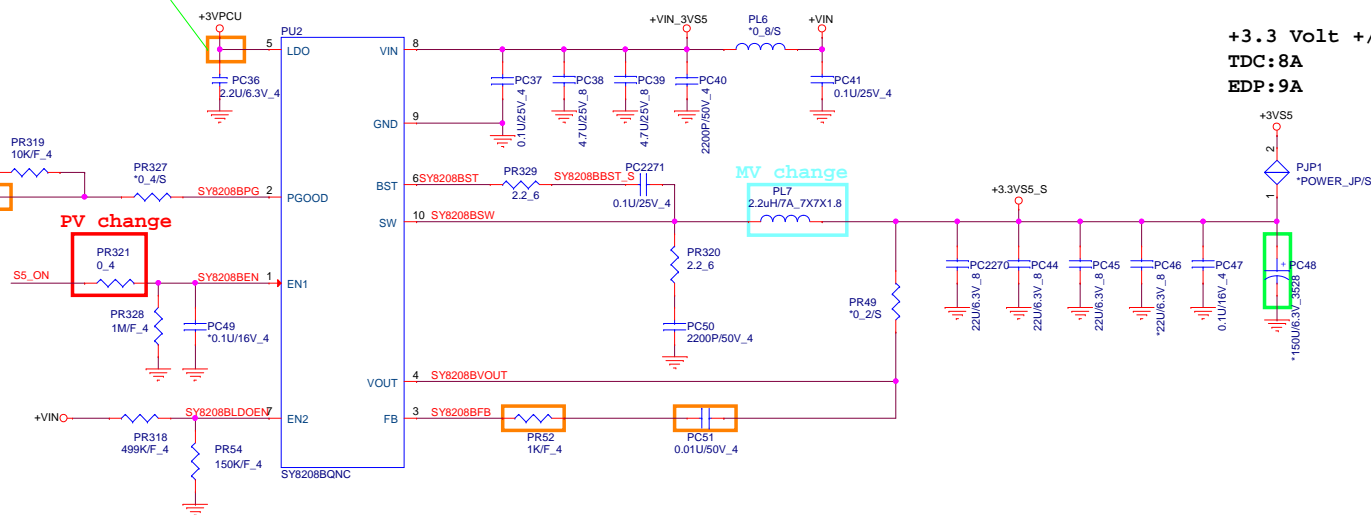 +3VPCU
PU2
5
LDO
PC36
2.2U/6.3V_4
VIN
8
+VIN_3VS5
PL6
*0_8/S
+VIN
PC37
0.1U/25V_4
PC38
4.7U/25V_8
PC39
4.7U/25V_8
PC40
2200P/50V_4
PC41
0.1U/25V_4
GND
9
+3.3 Volt +/
TDC:8A
EDP:9A
+3VS5
2
PJP1
*POWER_JP/S
1
PR319
10K/F_4
PR327
*0_4/S
SY8208BPG
2
PGOOD
BST
6
SY8208BST
PR329
2.2_6
SY8208BBST_S
PC2271
0.1U/25V_4
MV change
PL7
2.2uH/7A_7X7X1.8
+3.3VS5_S
SW
10
SY8208BSW
PV change
PR321
0_4
S5_ON
SY8208BEN
1
EN1
PR328
1M/F_4
PC49
*0.1U/16V_4
PR320
2.2_6
PC50
2200P/50V_4
PR49
*0_2/S
PC2270
22U/6.3V_8
PC44
22U/6.3V_8
PC45
22U/6.3V_8
PC46
*22U/6.3V_8
PC47
0.1U/16V_4
+
PC48
*150U/6.3V_3528
VOUT
4
SY8208BVOUT
FB
3
SY8208BFB
PR52
1K/F_4
PC51
0.01U/50V_4
+VIN
PR318
499K/F_4
SY8208BLDOEN
7
EN2
PR54
150K/F_4
SY8208BQNC